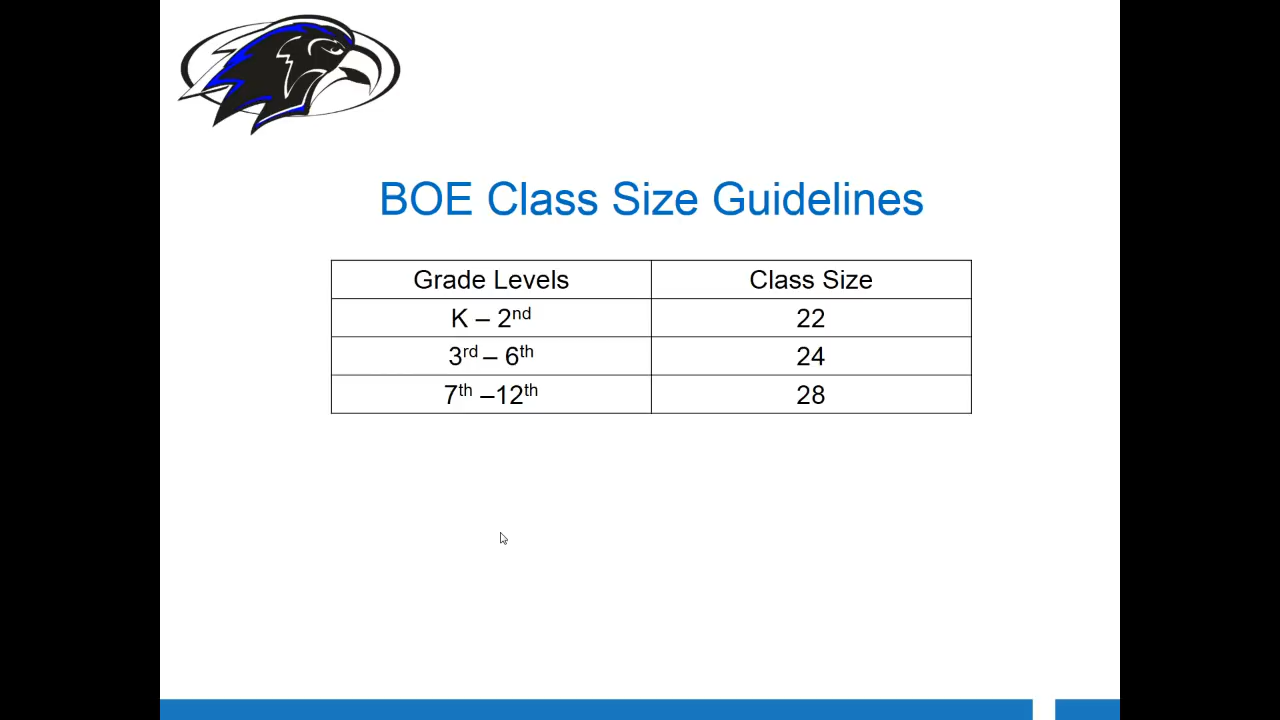 BOE Class Size Guidelines
Grade Levels Class Size
K – 2nd 22
3rd – 6th 24
7th –12th 28